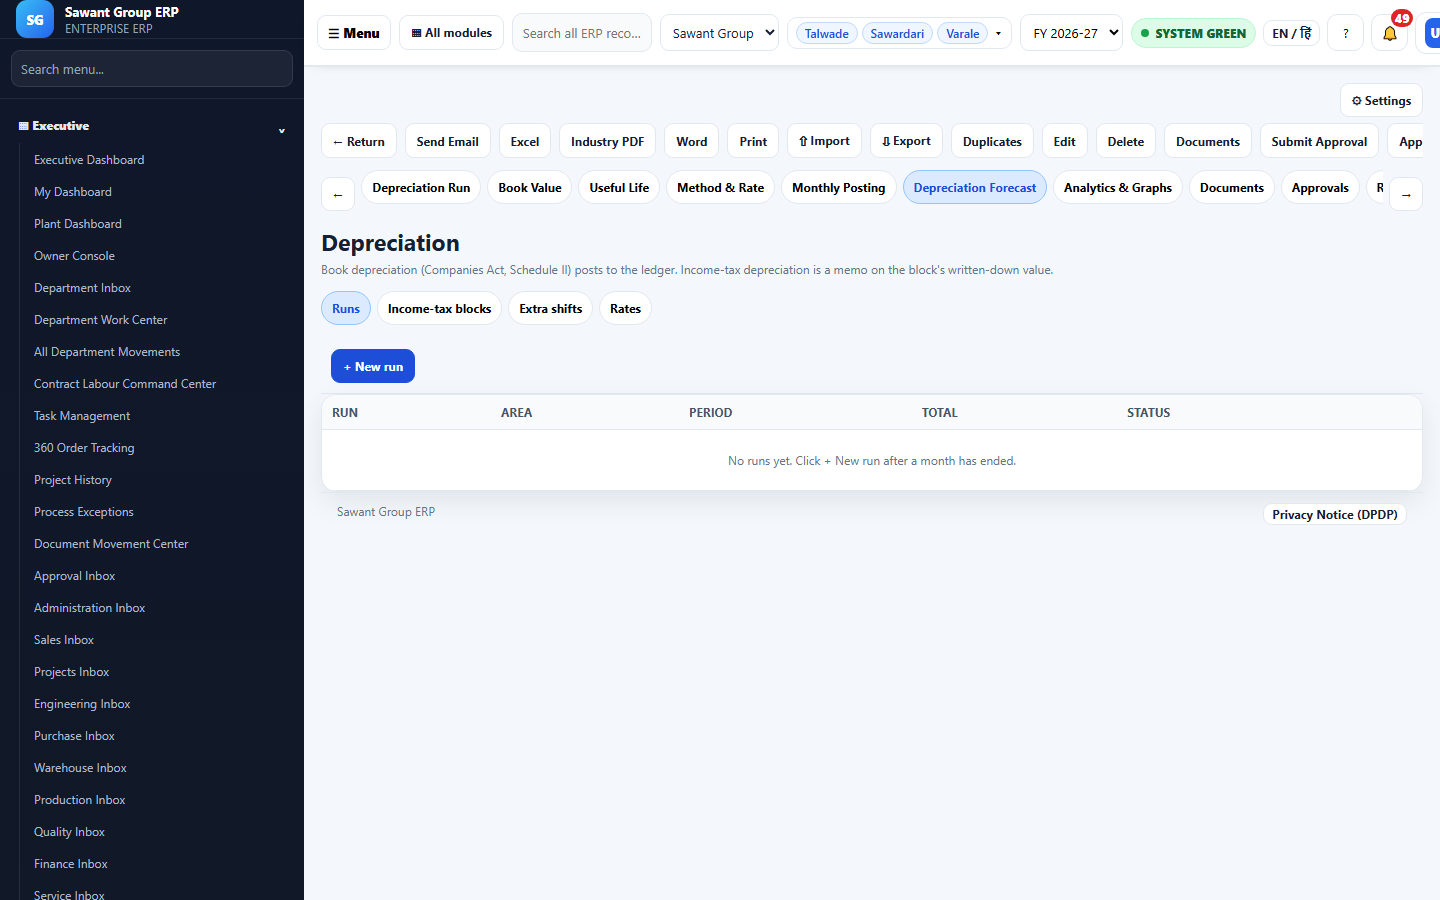 SG
Sawant Group ERP
ENTERPRISE ERP
Search menu...
Executive
Executive Dashboard
My Dashboard
Plant Dashboard
Owner Console
Department Inbox
Department Work Center
All Department Movements
Contract Labour Command Center
Task Management
360 Order Tracking
Project History
Process Exceptions
Document Movement Center
Approval Inbox
Administration Inbox
Sales Inbox
Projects Inbox
Engineering Inbox
Purchase Inbox
Warehouse Inbox
Production Inbox
Quality Inbox
Finance Inbox
Service Inbox
☰ Menu
All modules
Search all ERP reco...
Sawant Group
Talwade
Sawardari
Varale
FY 2026-27
SYSTEM GREEN
EN / हिं
?
49
U
⚙ Settings
← Return
Send Email
Excel
Industry PDF
Word
Print
⇧ Import
⇩ Export
Duplicates
Edit
Delete
Documents
Submit Approval
App
←
Depreciation Run
Book Value
Useful Life
Method & Rate
Monthly Posting
Depreciation Forecast
Analytics & Graphs
Documents
Approvals
R
→
Depreciation
Book depreciation (Companies Act, Schedule II) posts to the ledger. Income-tax depreciation is a memo on the block's written-down value.
Runs
Income-tax blocks
Extra shifts
Rates
+ New run
RUN AREA PERIOD TOTAL STATUS
No runs yet. Click + New run after a month has ended.
Sawant Group ERP
Privacy Notice (DPDP)